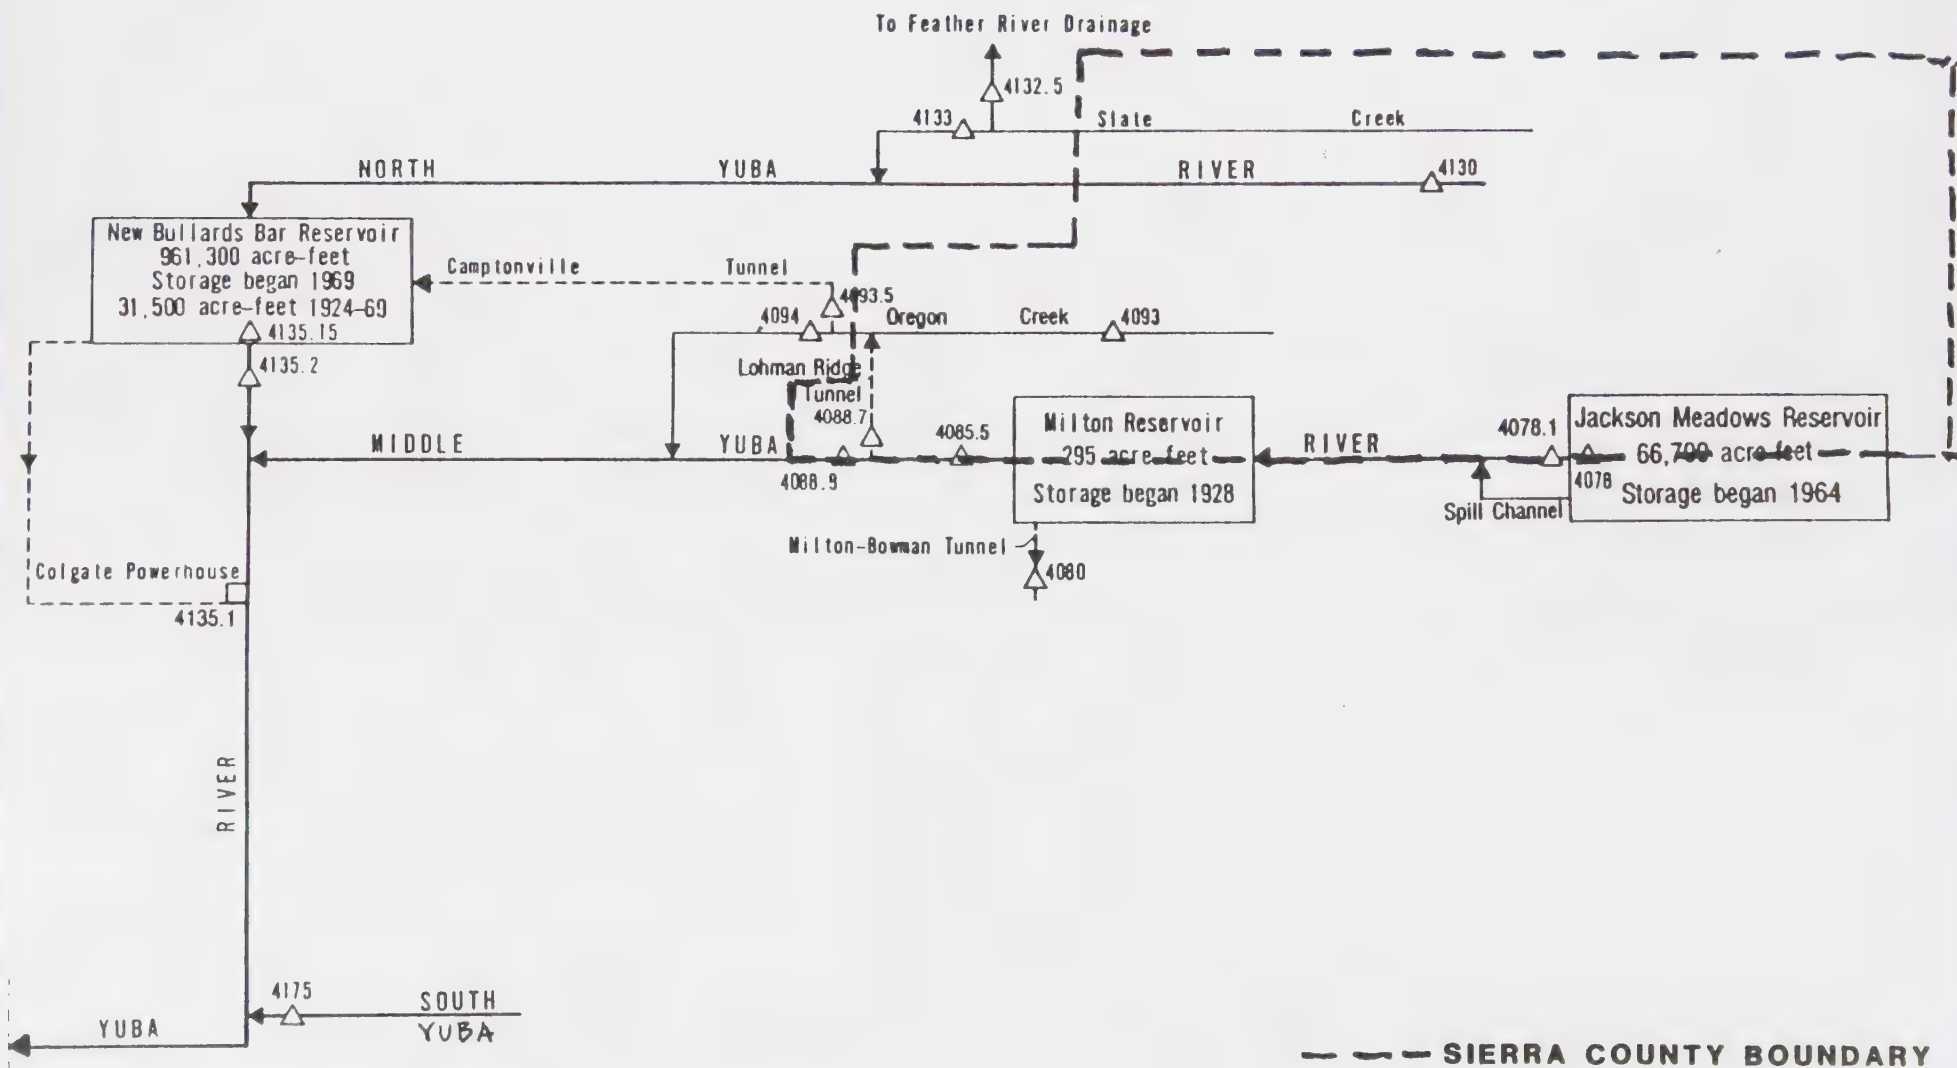 To Feather River Drainage
4132.5
4133
Slate Creek
NORTH YUBA RIVER
4130
New Bullards Bar Reservoir
961,300 acre-feet
Storage began 1969
31,500 acre-feet 1924-69
4135.15
4135.2
Camptonville Tunnel
4093.5
4094
Oregon Creek
4093
Lohman Ridge
Tunnel
4088.7
4085.5
MIDDLE YUBA RIVER
4088.9
Milton Reservoir
295 acre feet
Storage began 1928
4078.1
Jackson Meadows Reservoir
acre-feet
4078
Storage began 1964
Spill Channel
Milton-Bowman Tunnel
4080
Colgate Powerhouse
4135.1
RIVER
4175
SOUTH
YUBA
YUBA
SIERRA COUNTY BOUNDARY